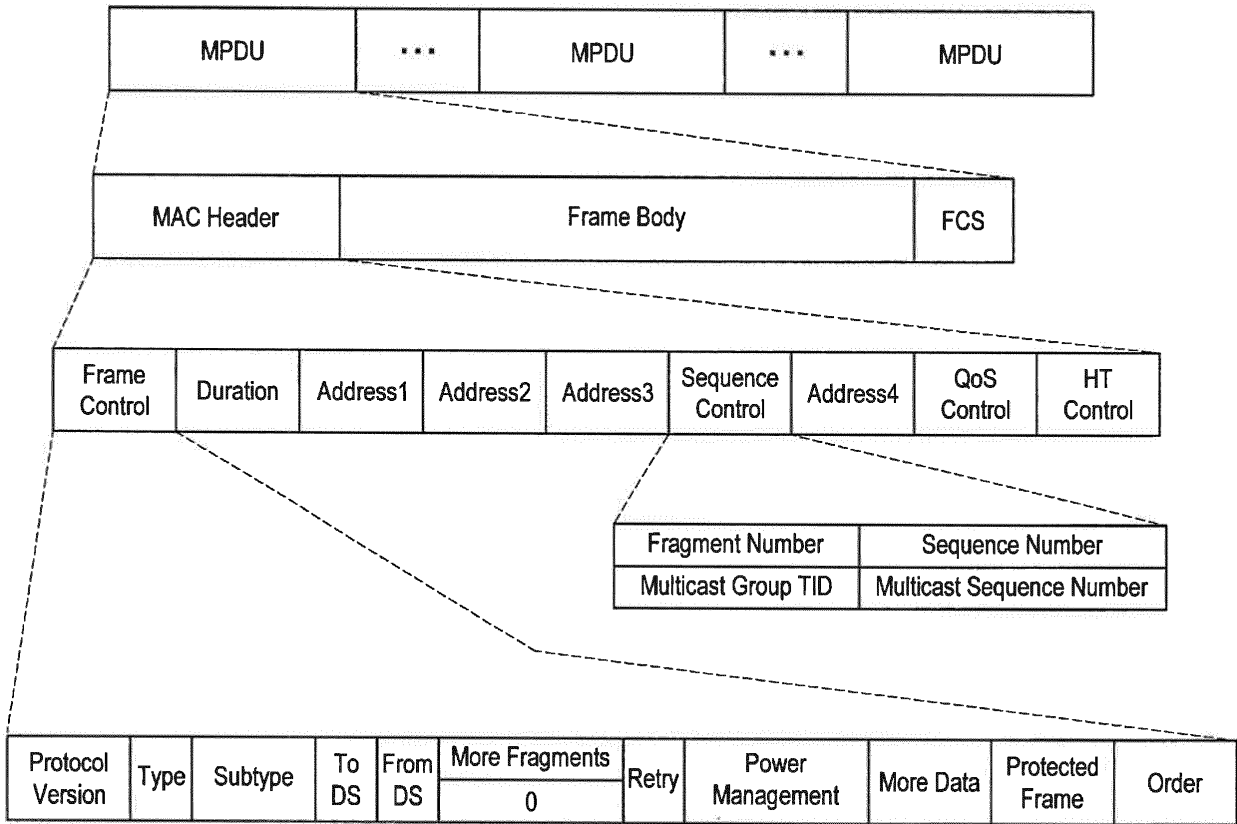 MPDU ... MPDU ... MPDU
MAC Header Frame Body FCS
Frame Control Duration Address1 Address2 Address3 Sequence Control Address4 QoS Control HT Control
Fragment Number Sequence Number
Multicast Group TID Multicast Sequence Number
Protocol Version Type Subtype To DS From DS More Fragments 0 Retry Power Management More Data Protected Frame Order